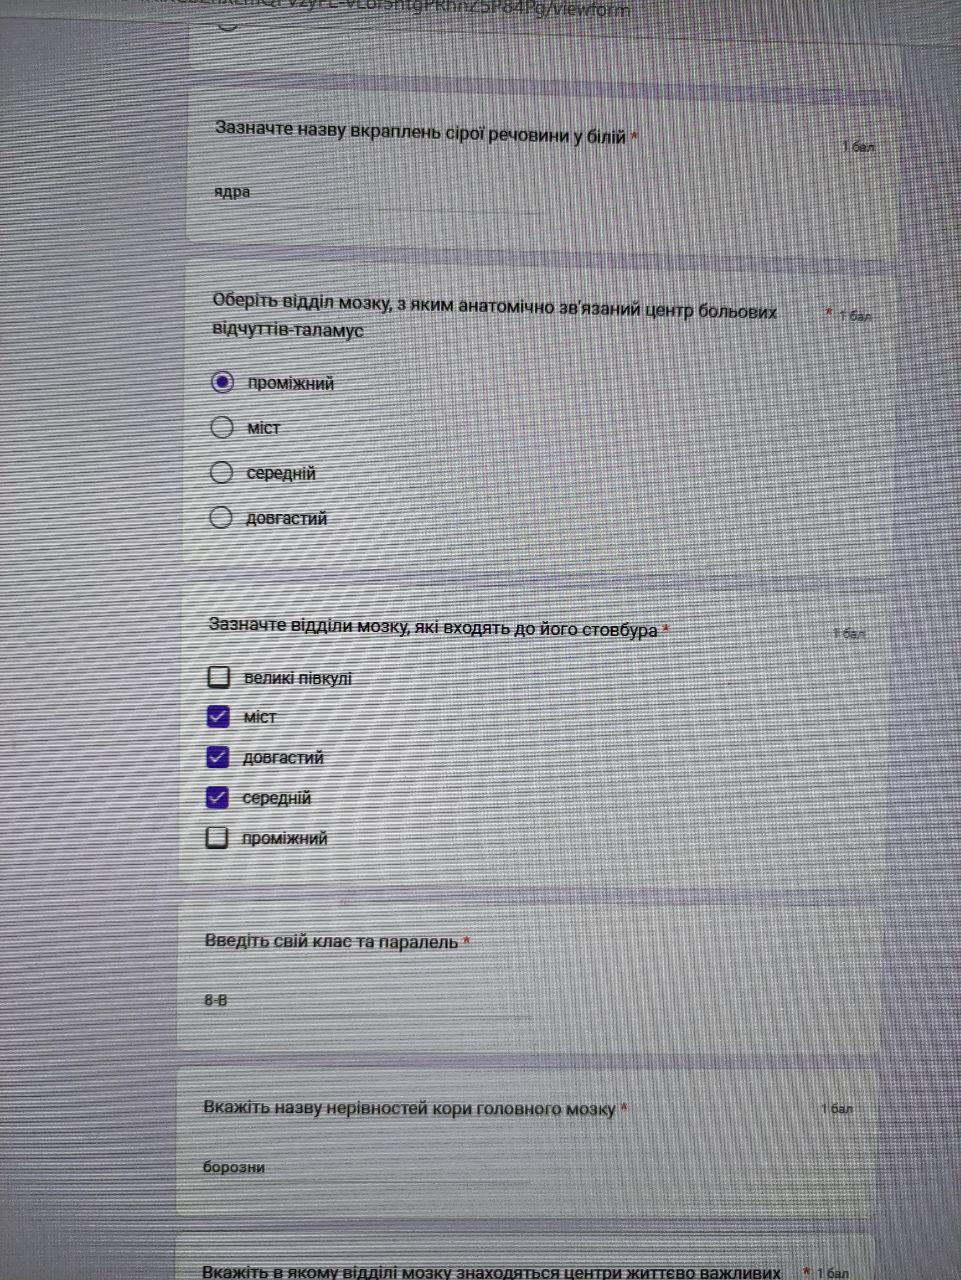 /viewform
Зазначте назву вкраплень сірої речовини у білій *
1 бал
ядра
Оберіть відділ мозку, з яким анатомічно зв'язаний центр больових * 1 бал
відчуттів-таламус
проміжний
міст
середній
довгастий
Зазначте відділи мозку, які входять до його стовбура *
1 бал
великі півкулі
міст
довгастий
середній
проміжний
Введіть свій клас та паралель *
8-В
Вкажіть назву нерівностей кори головного мозку *
1 бал
борозни
Вкажіть в якому відділі мозку знаходяться центри життєво важливих * 1 бал